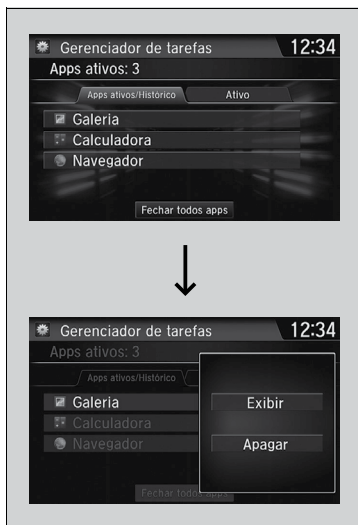 Gerenciador de tarefas 12:34
Apps ativos: 3
Apps ativos/Histórico Ativo
Galeria
Calculadora
Navegador
Fechar todos apps
Gerenciador de tarefas 12:34
Apps ativos: 3
Apps ativos/Histórico
Galeria Exibir
Calculadora
Navegador Apagar
Fechar todos apps